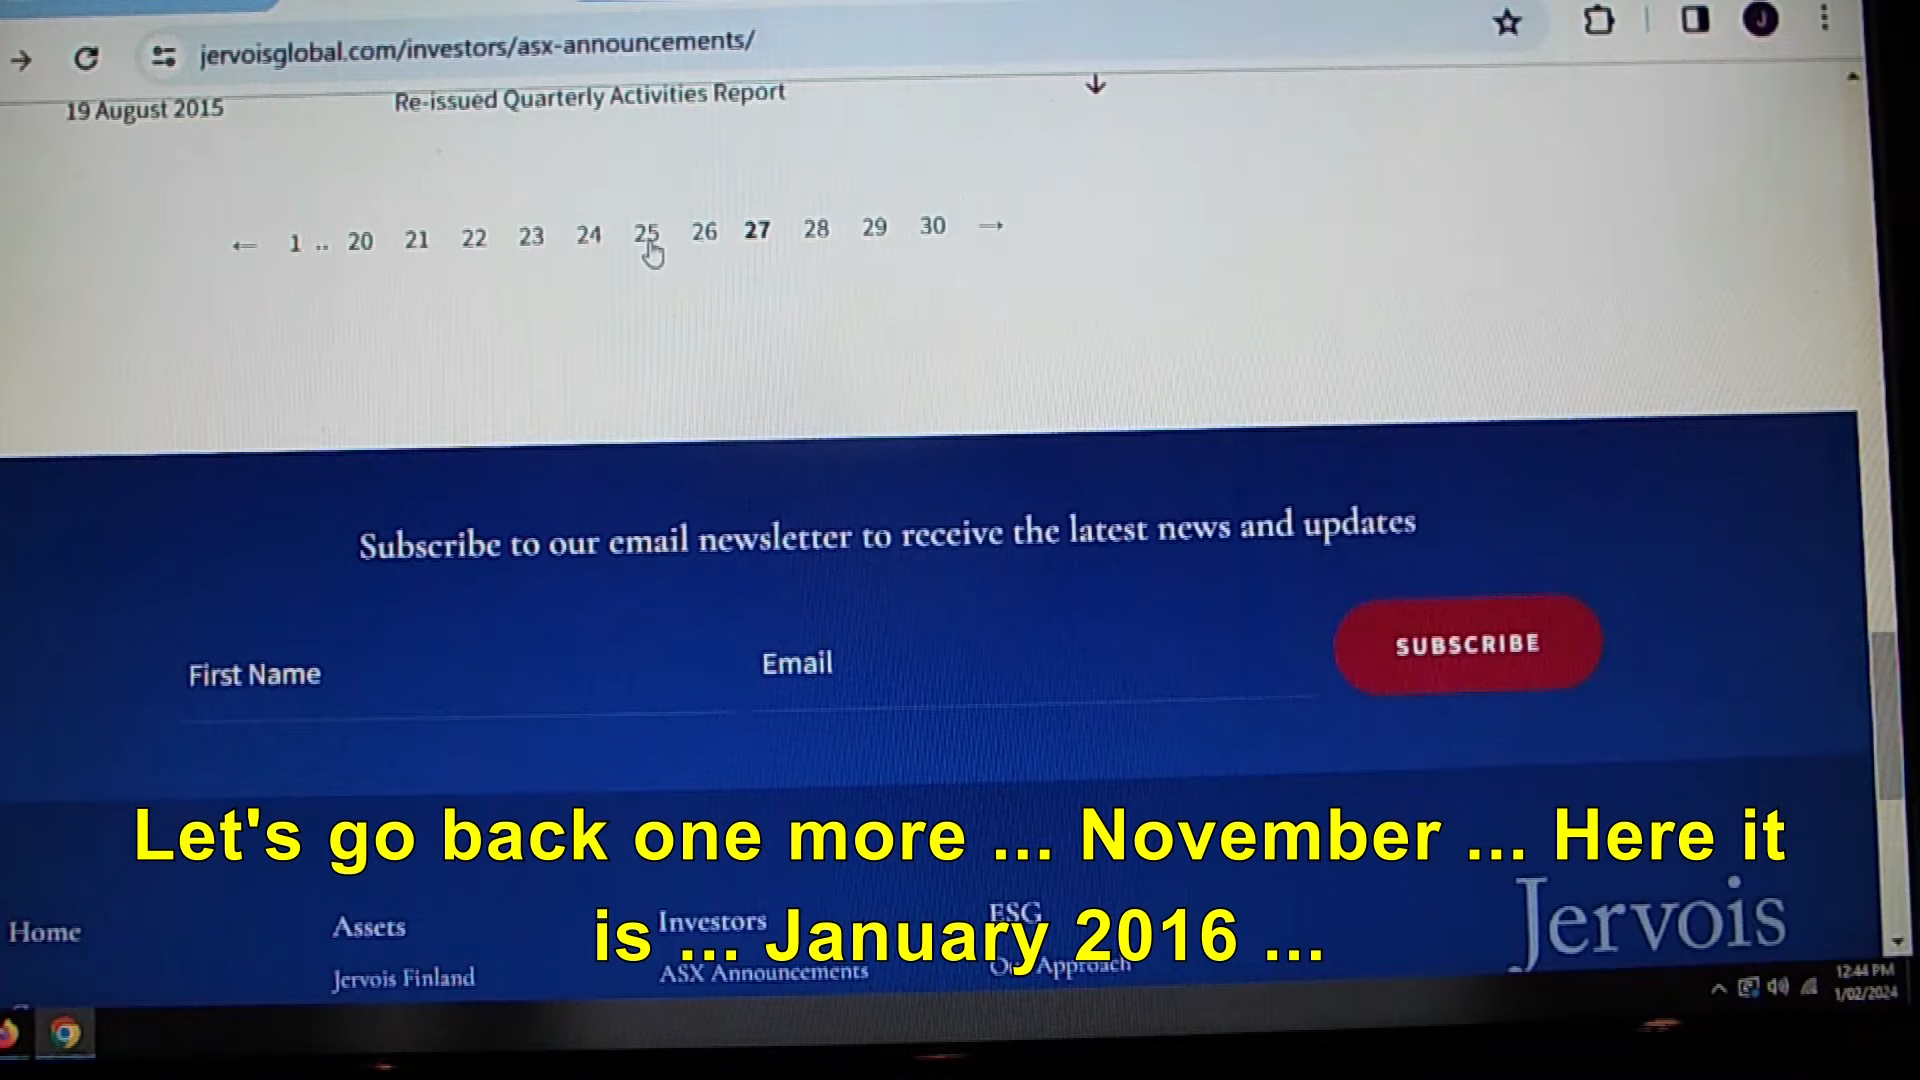 jervoisglobal.com/investors/asx-announcements/
J
19 August 2015 Re-issued Quarterly Activities Report
← 1 .. 20 21 22 23 24 25 26 27 28 29 30 →
Subscribe to our email newsletter to receive the latest news and updates
First Name Email SUBSCRIBE
Let's go back one more ... November ... Here it
is ... January 2016 ...
Home Assets Investors ESG Jervois
Jervois Finland ASX Announcements Our Approach
12:44 PM
1/02/2024